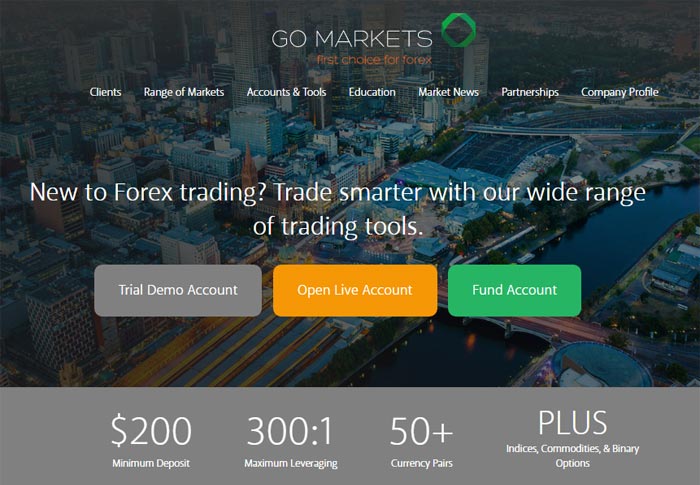 GO MARKETS
first choice for forex
Clients Range of Markets Accounts & Tools Education Market News Partnerships Company Profile
New to Forex trading? Trade smarter with our wide range
of trading tools.
Trial Demo Account Open Live Account Fund Account
$200 300:1 50+ PLUS
Minimum Deposit Maximum Leveraging Currency Pairs Indices, Commodities, & Binary
Options